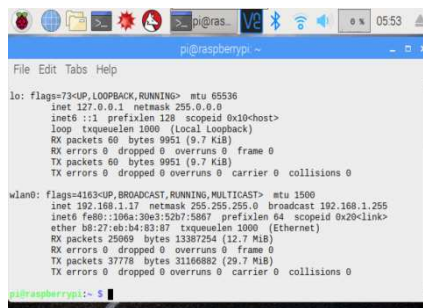 pi@ras...
0 %
05:53
pi@raspberrypi: ~
File Edit Tabs Help
lo: flags=73<UP,LOOPBACK,RUNNING> mtu 65536
inet 127.0.0.1 netmask 255.0.0.0
inet6 ::1 prefixlen 128 scopeid 0x10<host>
loop txqueuelen 1000 (Local Loopback)
RX packets 60 bytes 9951 (9.7 KiB)
RX errors 0 dropped 0 overruns 0 frame 0
TX packets 60 bytes 9951 (9.7 KiB)
TX errors 0 dropped 0 overruns 0 carrier 0 collisions 0
wlan0: flags=4163<UP,BROADCAST,RUNNING,MULTICAST> mtu 1500
inet 192.168.1.17 netmask 255.255.255.0 broadcast 192.168.1.255
inet6 fe80::106a:30e3:52b7:5867 prefixlen 64 scopeid 0x20<link>
ether b8:27:eb:b4:83:87 txqueuelen 1000 (Ethernet)
RX packets 25069 bytes 13387254 (12.7 MiB)
RX errors 0 dropped 0 overruns 0 frame 0
TX packets 37778 bytes 31166882 (29.7 MiB)
TX errors 0 dropped 0 overruns 0 carrier 0 collisions 0
pi@raspberrypi:~ $